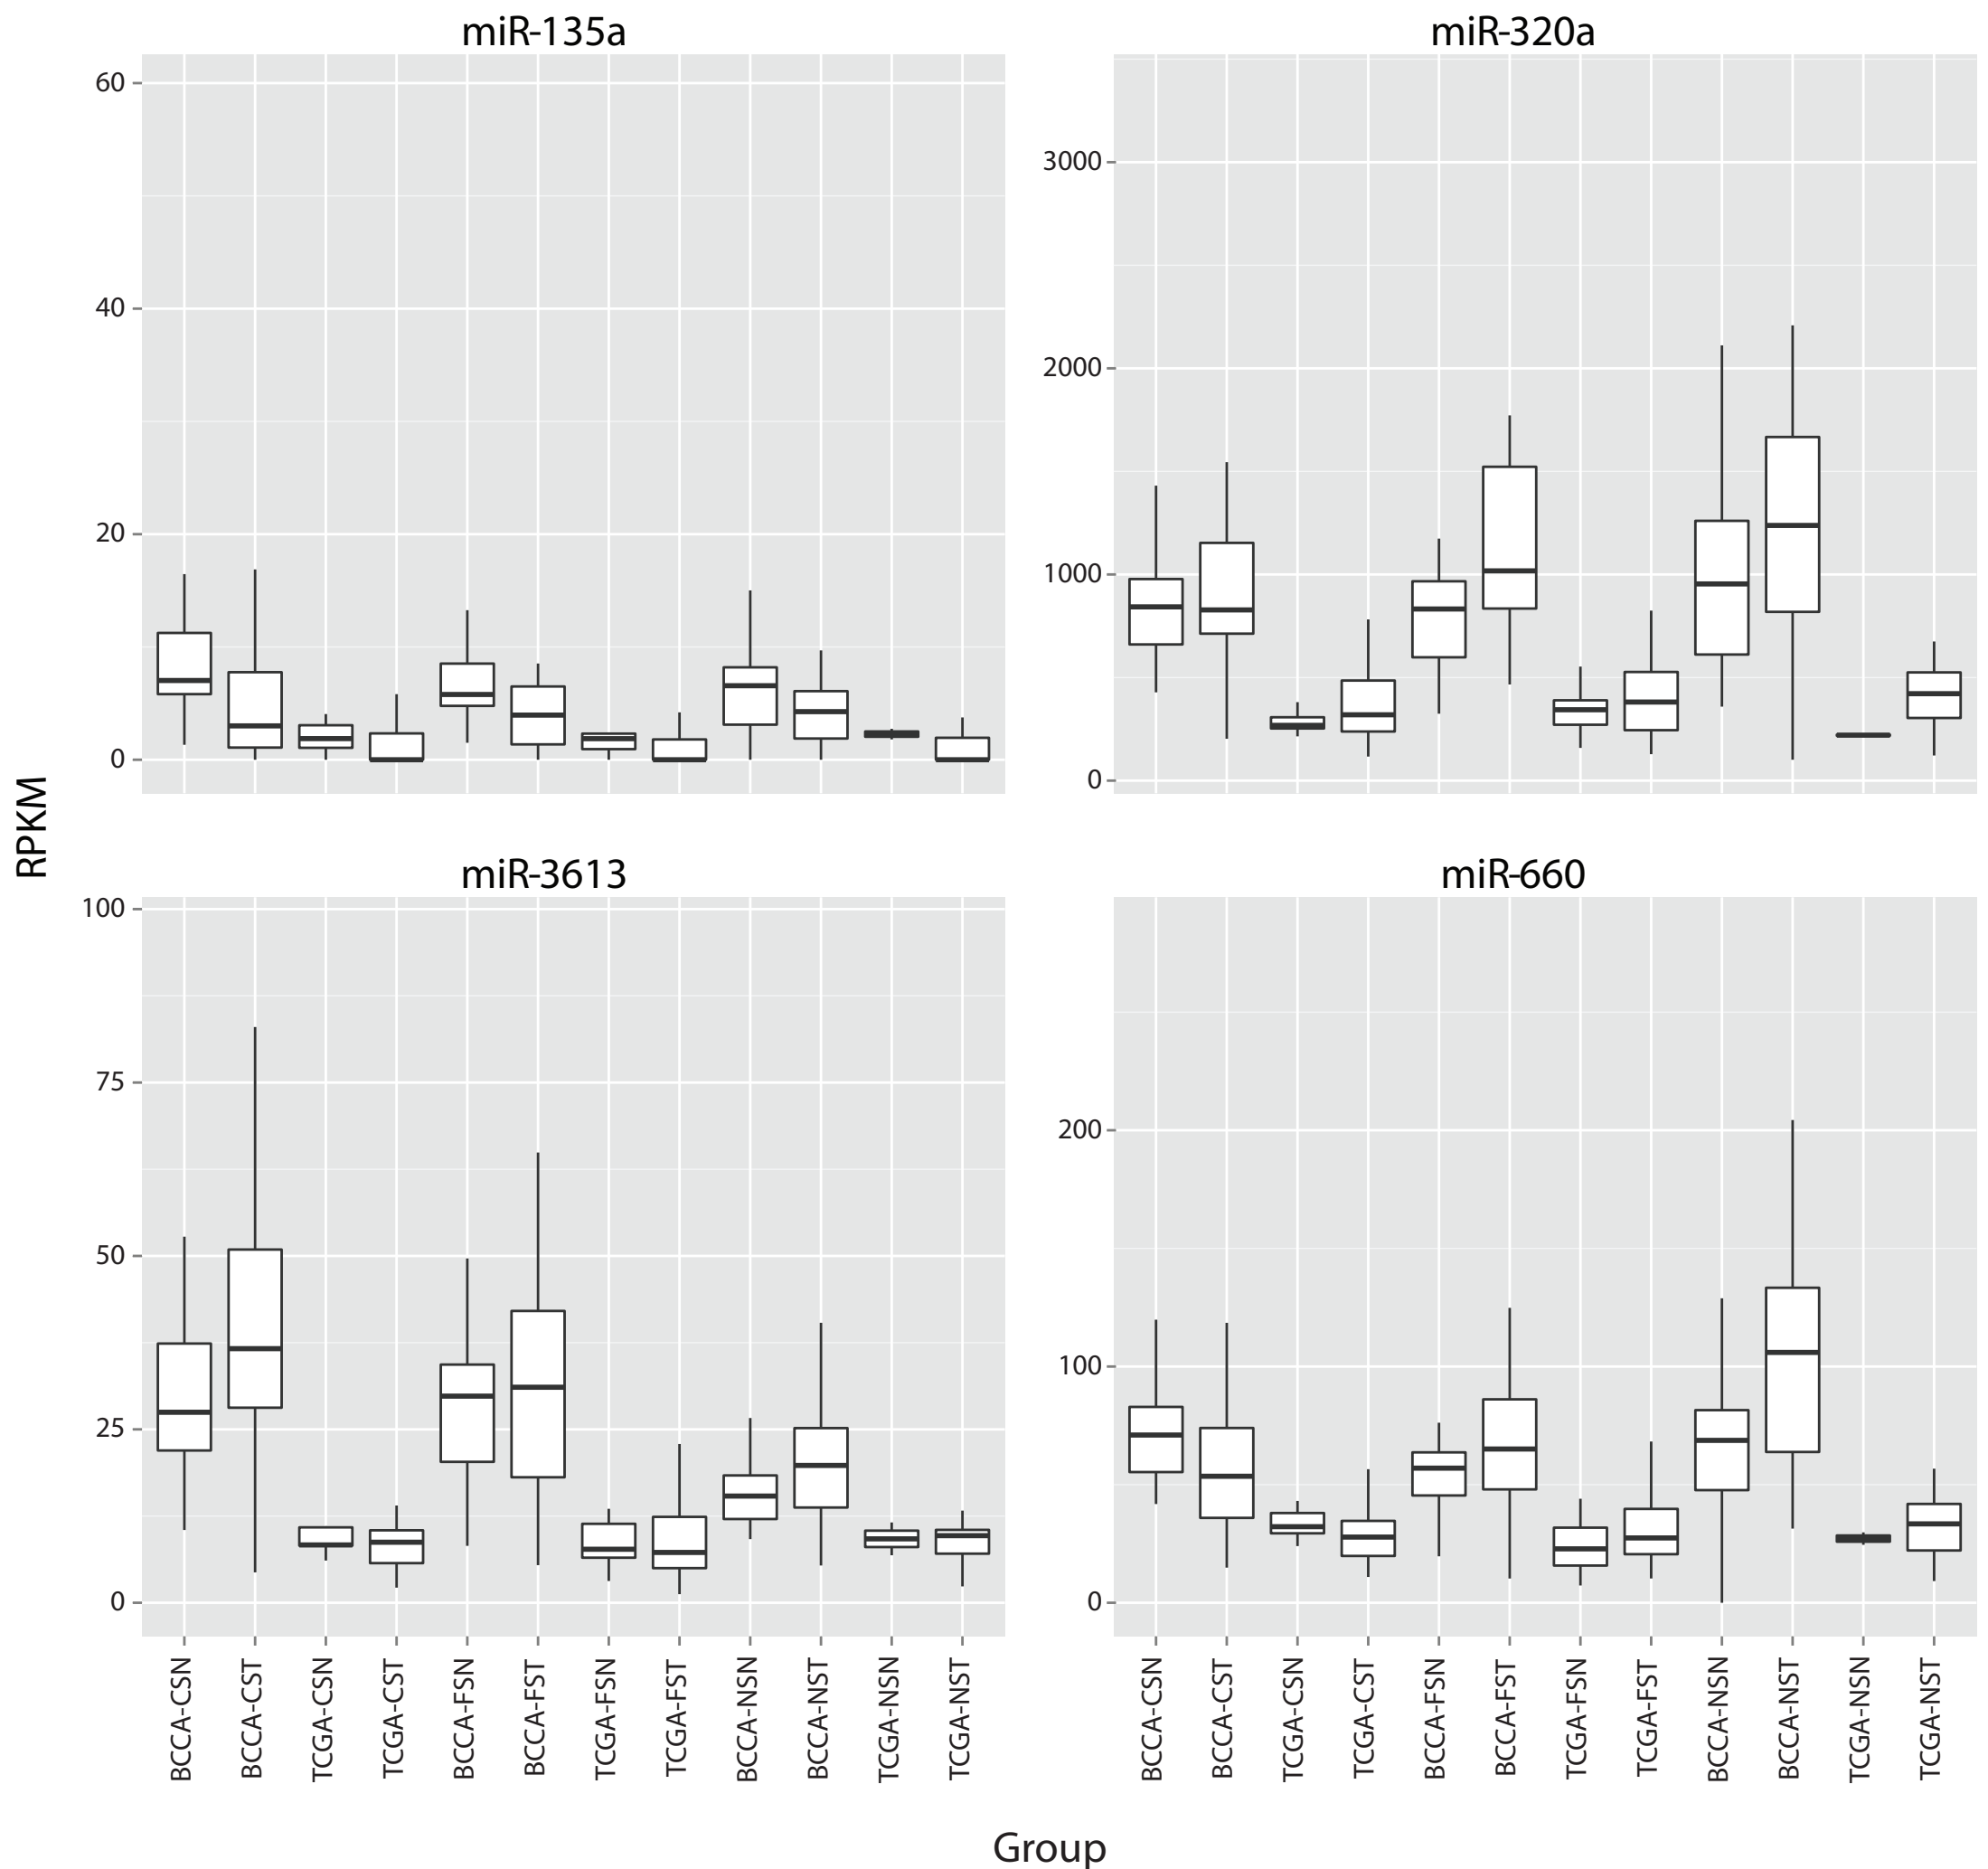 miR-135a
60
40
20
0
miR-320a
3000
2000
1000
0
RPKM
miR-3613
100
75
50
25
0
BCCA-CSN
BCCA-CST
TCGA-CSN
TCGA-CST
BCCA-FSN
BCCA-FST
TCGA-FSN
TCGA-FST
BCCA-NSN
BCCA-NST
TCGA-NSN
TCGA-NST
miR-660
200
100
0
BCCA-CSN
BCCA-CST
TCGA-CSN
TCGA-CST
BCCA-FSN
BCCA-FST
TCGA-FSN
TCGA-FST
BCCA-NSN
BCCA-NST
TCGA-NSN
TCGA-NST
Group